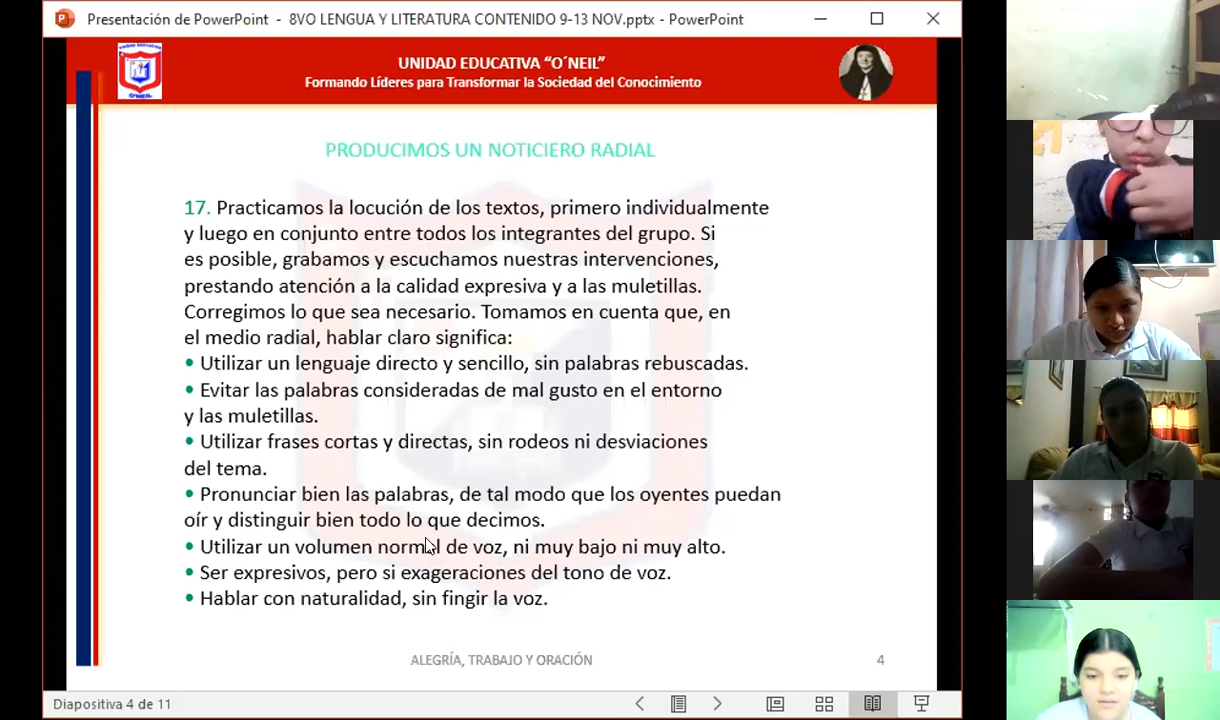 Presentación de PowerPoint - 8VO LENGUA Y LITERATURA CONTENIDO 9-13 NOV.pptx - PowerPoint
UNIDAD EDUCATIVA “O´NEIL”
Formando Líderes para Transformar la Sociedad del Conocimiento
O'NEIL
PRODUCIMOS UN NOTICIERO RADIAL
17. Practicamos la locución de los textos, primero individualmente
y luego en conjunto entre todos los integrantes del grupo. Si
es posible, grabamos y escuchamos nuestras intervenciones,
prestando atención a la calidad expresiva y a las muletillas.
Corregimos lo que sea necesario. Tomamos en cuenta que, en
el medio radial, hablar claro significa:
• Utilizar un lenguaje directo y sencillo, sin palabras rebuscadas.
• Evitar las palabras consideradas de mal gusto en el entorno
y las muletillas.
• Utilizar frases cortas y directas, sin rodeos ni desviaciones
del tema.
• Pronunciar bien las palabras, de tal modo que los oyentes puedan
oír y distinguir bien todo lo que decimos.
• Utilizar un volumen normal de voz, ni muy bajo ni muy alto.
• Ser expresivos, pero si exageraciones del tono de voz.
• Hablar con naturalidad, sin fingir la voz.
ALEGRÍA, TRABAJO Y ORACIÓN 4
Diapositiva 4 de 11